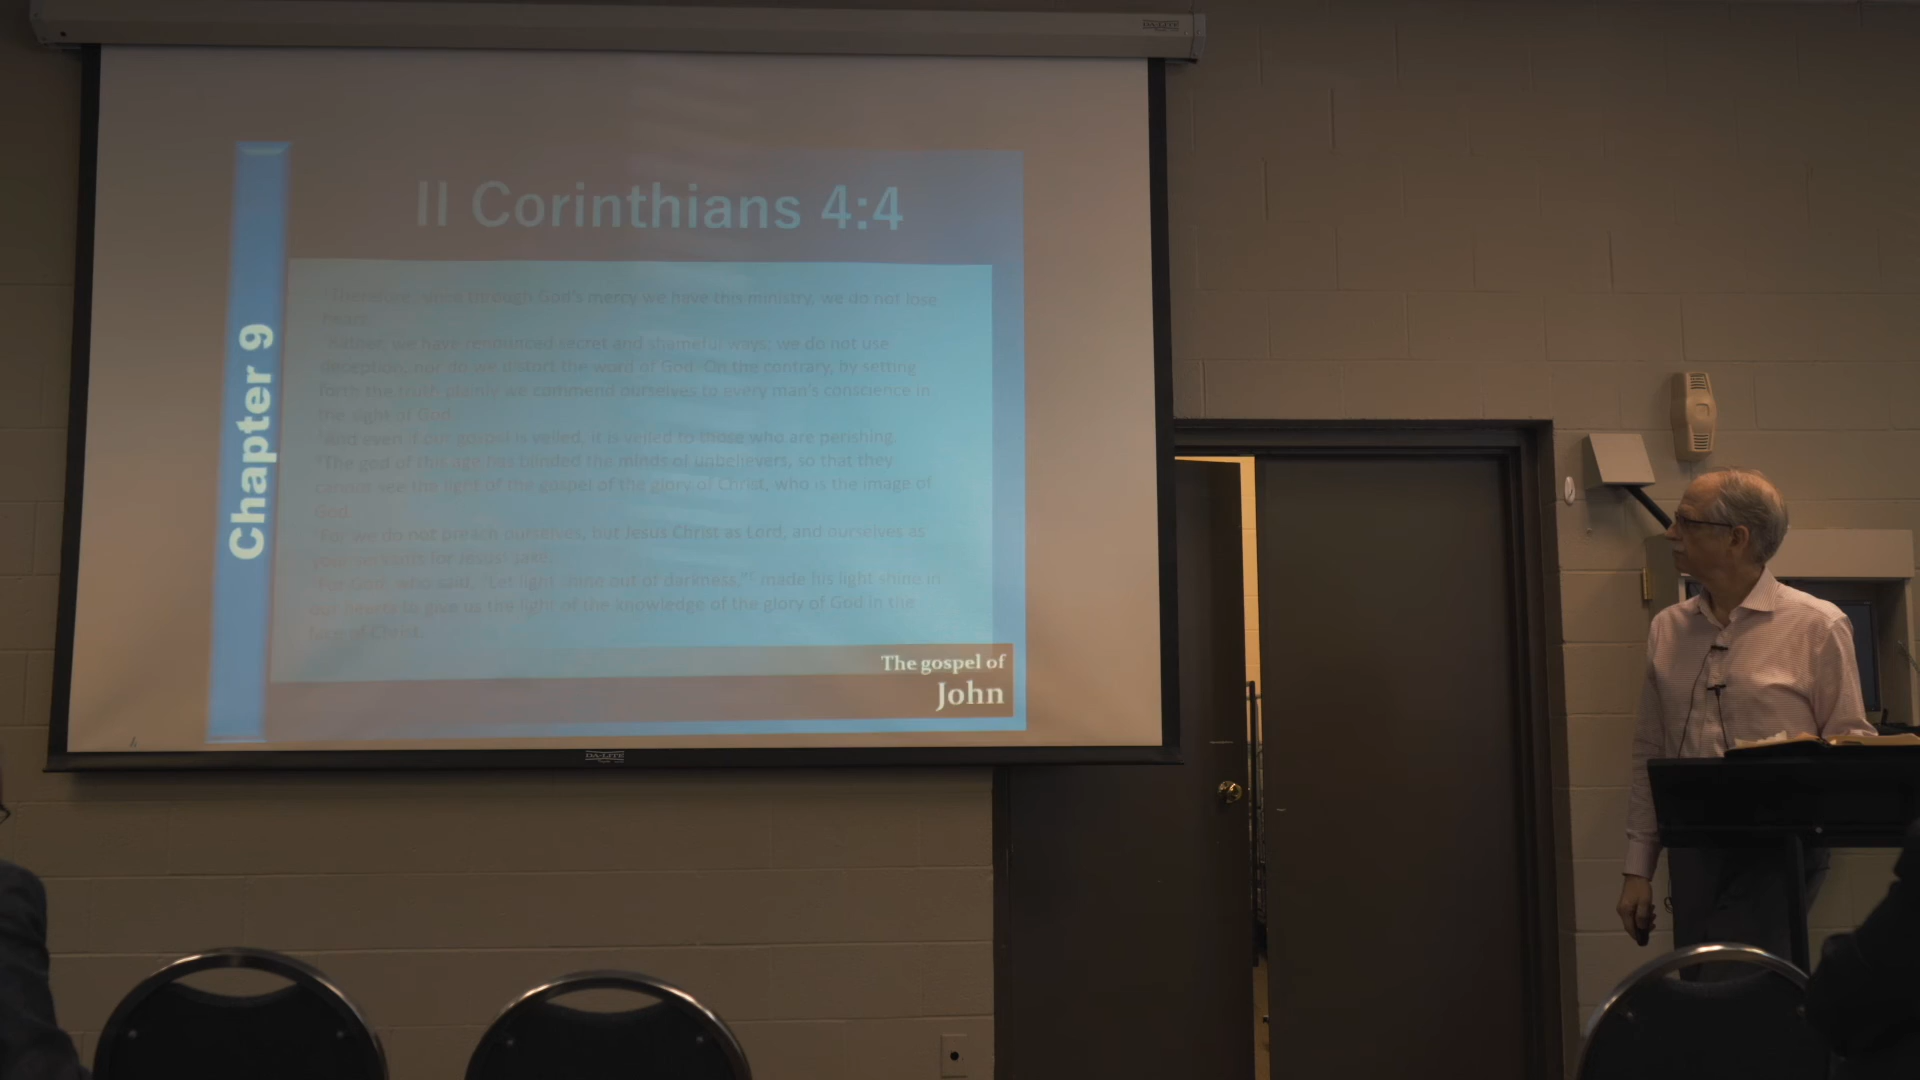 DA-LITE
II Corinthians 4:4
Chapter 9
Therefore, since through God's mercy we have this ministry, we do not lose
heart.
Rather, we have renounced secret and shameful ways; we do not use
deception, nor do we distort the word of God. On the contrary, by setting
forth the truth plainly we commend ourselves to every man's conscience in
the sight of God.
And even if our gospel is veiled, it is veiled to those who are perishing.
The god of this age has blinded the minds of unbelievers, so that they
cannot see the light of the gospel of the glory of Christ, who is the image of
God.
For we do not preach ourselves, but Jesus Christ as Lord, and ourselves as
your servants for Jesus' sake.
For God, who said, "Let light shine out of darkness," made his light shine in
our hearts to give us the light of the knowledge of the glory of God in the
face of Christ.
The gospel of
John
DA-LITE